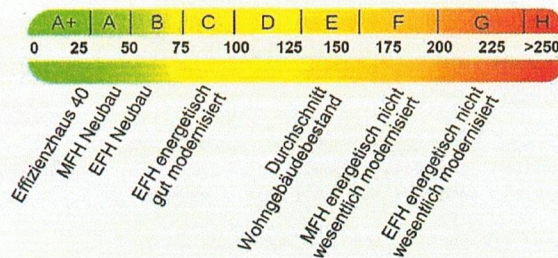 A+ A B C D E F G H
0 25 50 75 100 125 150 175 200 225 >250
Effizienzhaus 40
MFH Neubau
EFH Neubau
EFH energetisch
gut modernisiert
Durchschnitt
Wohngebäudebestand
MFH energetisch nicht
wesentlich modernisiert
EFH energetisch nicht
wesentlich modernisiert